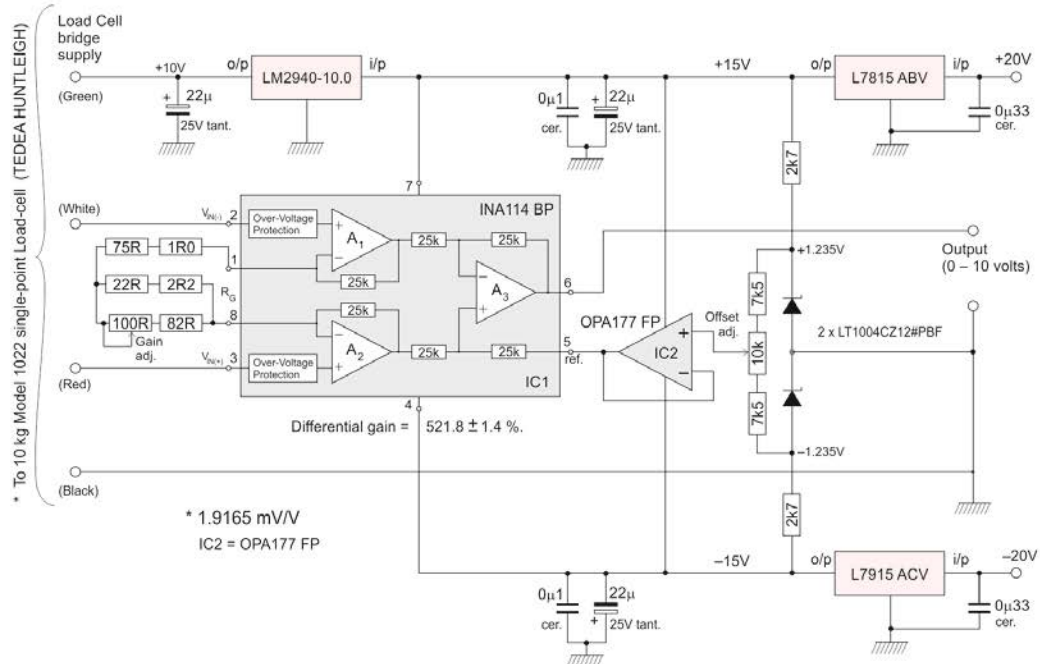 * To 10 kg Model 1022 single-point Load-cell (TEDEA HUNTLEIGH)
Load Cell
bridge
supply
(Green)
+10V
o/p
LM2940-10.0
i/p
+15V
o/p
L7815 ABV
i/p
+20V
+
22µ
25V tant.
0µ1
cer.
+
22µ
25V tant.
0µ33
cer.
2k7
(White)
V_IN(-)
2
7
INA114 BP
Over-Voltage
Protection
+
A1
−
25k
25k
25k
75R
1R0
1
22R
2R2
RG
8
100R
82R
Gain
adj.
−
A3
+
6
Output
(0 – 10 volts)
+1.235V
7k5
25k
−
A2
+
25k
25k
5
ref.
OPA177 FP
+
IC2
−
Offset
adj.
10k
2 x LT1004CZ12#PBF
V_IN(+)
3
Over-Voltage
Protection
(Red)
IC1
7k5
4
Differential gain = 521.8 ± 1.4 %.
−1.235V
(Black)
* 1.9165 mV/V
IC2 = OPA177 FP
2k7
−15V
o/p
L7915 ACV
i/p
−20V
0µ1
cer.
22µ
+
25V tant.
0µ33
cer.